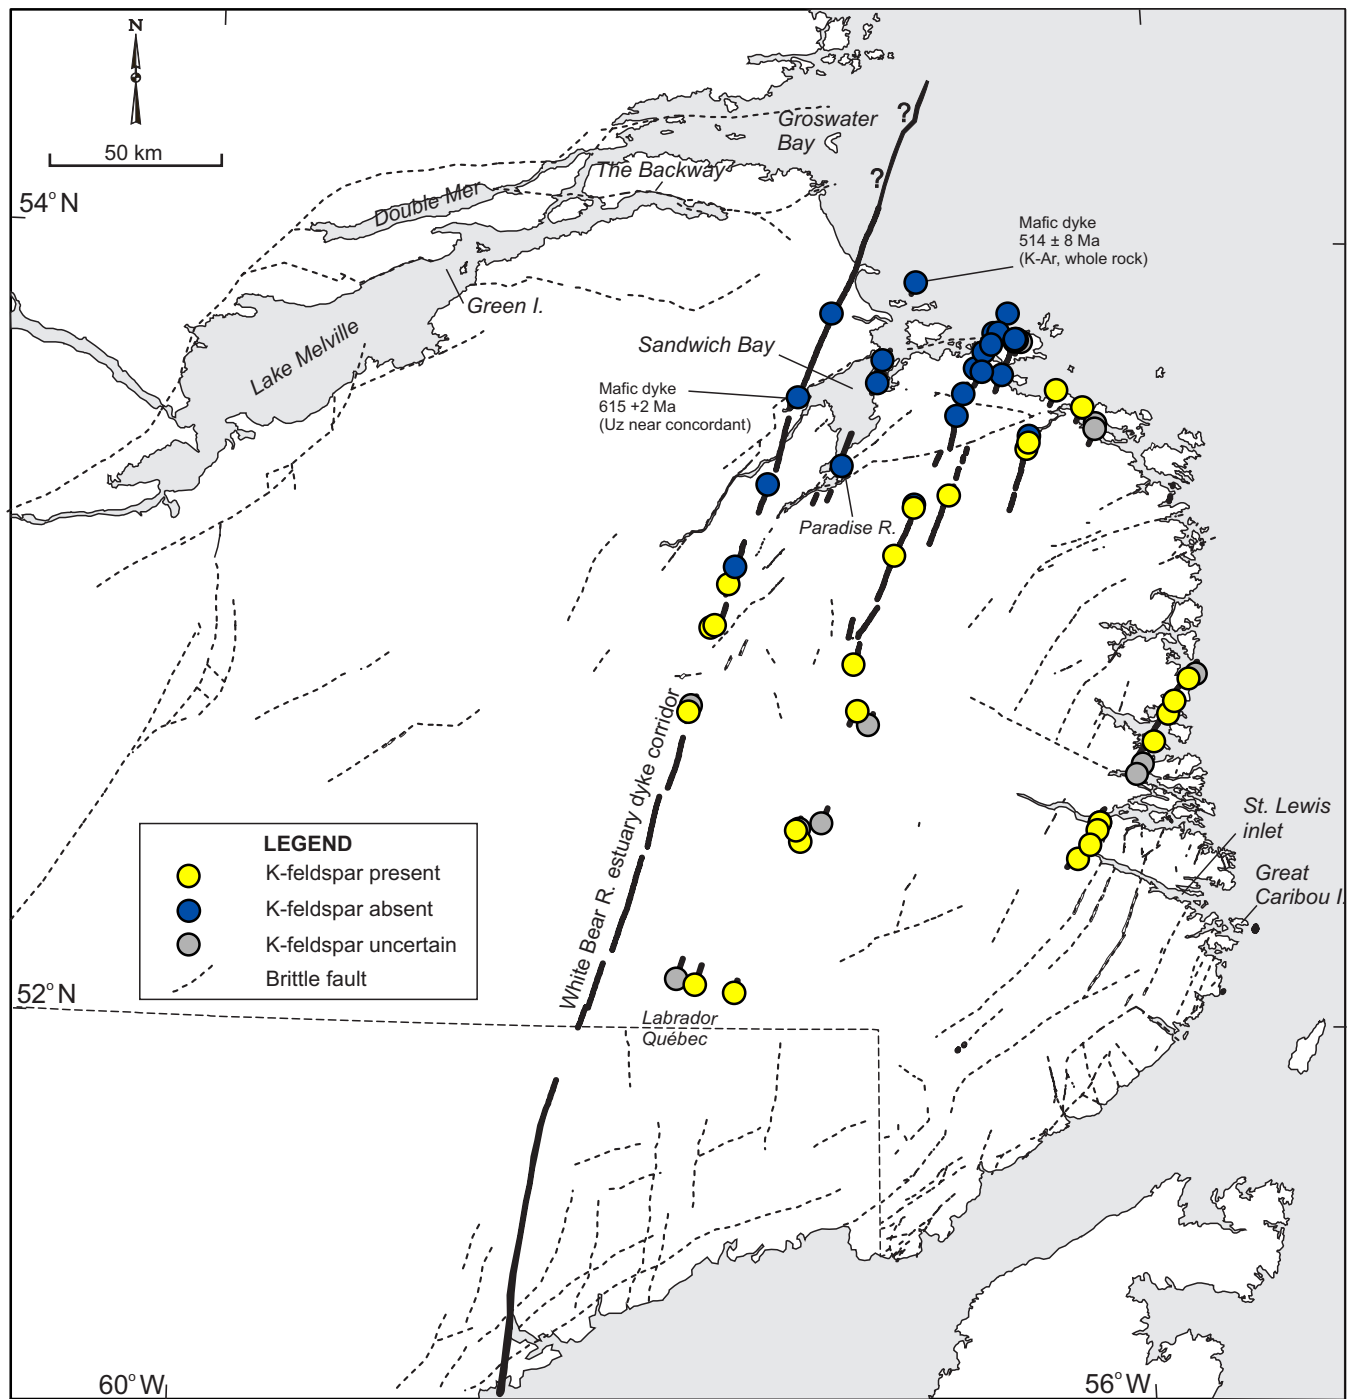 N
50 km
54° N
Groswater
Bay
?
?
The Backway
Double Mer
Mafic dyke
514 ± 8 Ma
(K-Ar, whole rock)
Green I.
Lake Melville
Sandwich Bay
Mafic dyke
615 +2 Ma
(Uz near concordant)
Paradise R.
White Bear R. estuary dyke corridor
St. Lewis
inlet
Great
Caribou I.
LEGEND
K-feldspar present
K-feldspar absent
K-feldspar uncertain
Brittle fault
52° N
Labrador
Québec
60° W
56° W